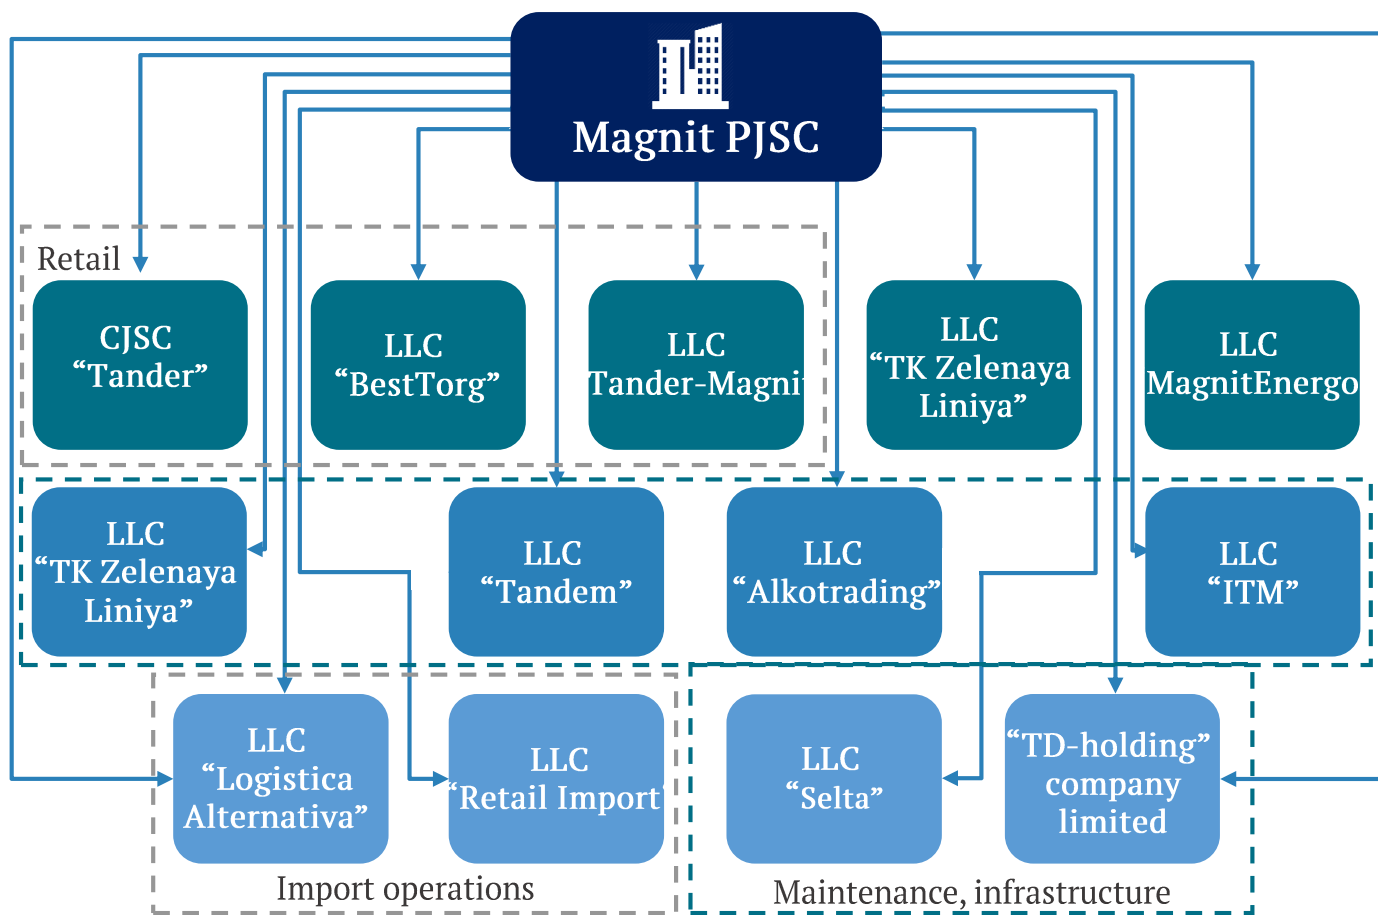 Magnit PJSC
Retail
CJSC
“Tander”
LLC
“BestTorg”
LLC
Tander-Magnit
LLC
“TK Zelenaya
Liniya”
LLC
MagnitEnergo
LLC
“TK Zelenaya
Liniya”
LLC
“Tandem”
LLC
“Alkotrading”
LLC
“ITM”
LLC
“Logistica
Alternativa”
LLC
“Retail Import”
LLC
“Selta”
“TD-holding”
company
limited
Import operations
Maintenance, infrastructure